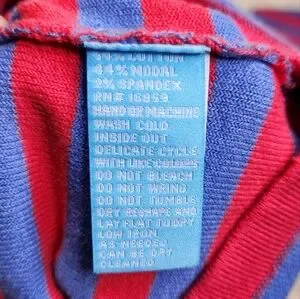 COTTON
44% MODAL
2% SPANDEX
RN# 16959
HAND OR MACHINE
WASH COLD
INSIDE OUT
DELICATE CYCLE
WITH LIKE COLORS
DO NOT BLEACH
DO NOT WRING
DO NOT TUMBLE
DRY RESHAPE AND
LAY FLAT TO DRY
LOW IRON
AS NEEDED
CAN BE DRY
CLEANED